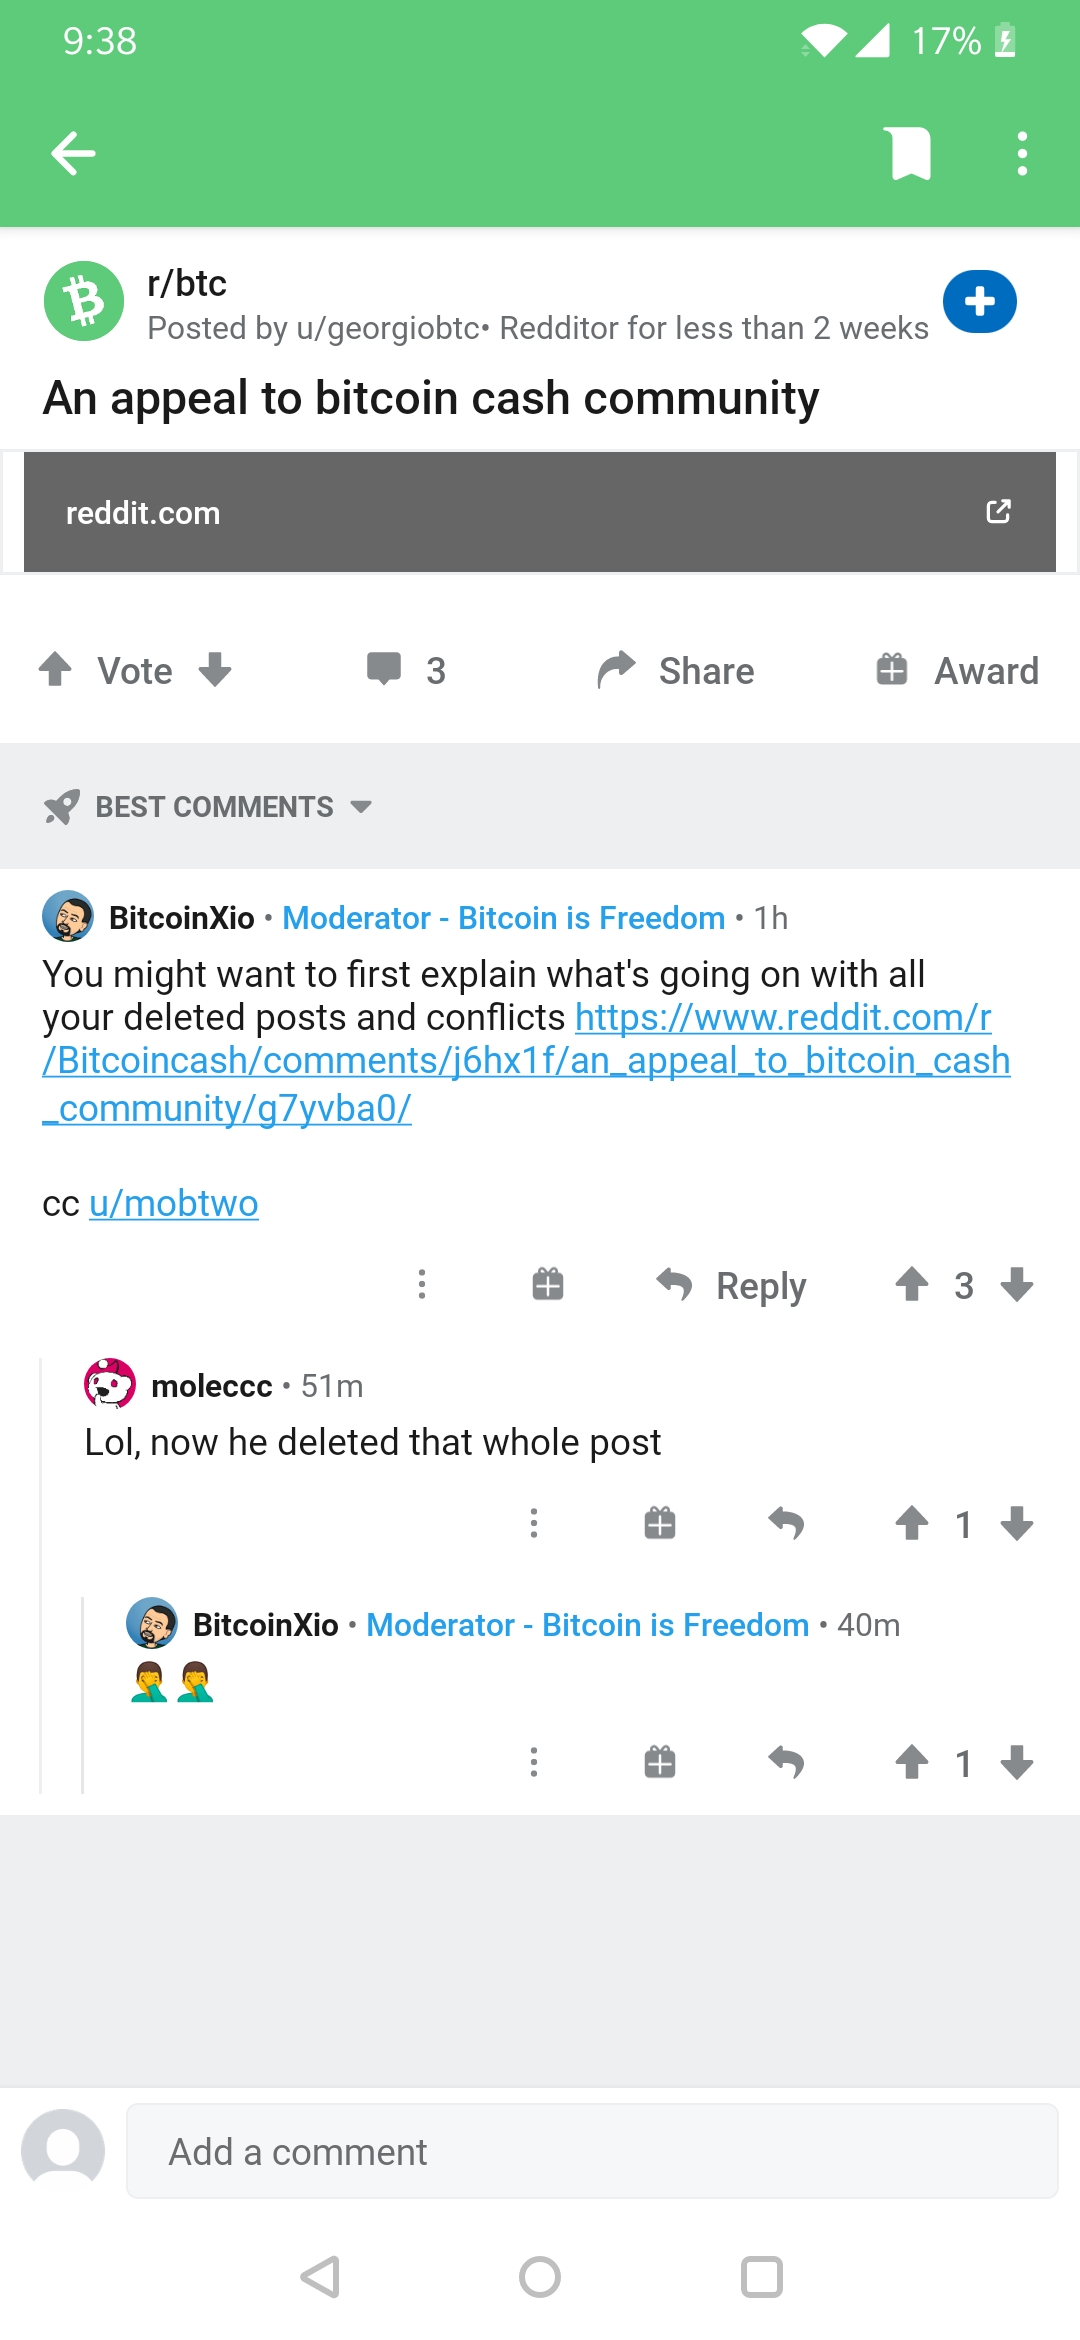 9:38
17%
r/btc
Posted by u/georgiobtc• Redditor for less than 2 weeks
An appeal to bitcoin cash community
reddit.com
Vote
3
Share
Award
BEST COMMENTS
BitcoinXio • Moderator - Bitcoin is Freedom • 1h
You might want to first explain what's going on with all
your deleted posts and conflicts https://www.reddit.com/r
/Bitcoincash/comments/j6hx1f/an_appeal_to_bitcoin_cash
_community/g7yvba0/
cc u/mobtwo
Reply
3
moleccc • 51m
Lol, now he deleted that whole post
1
BitcoinXio • Moderator - Bitcoin is Freedom • 40m
🤦‍♂️🤦‍♂️
1
Add a comment